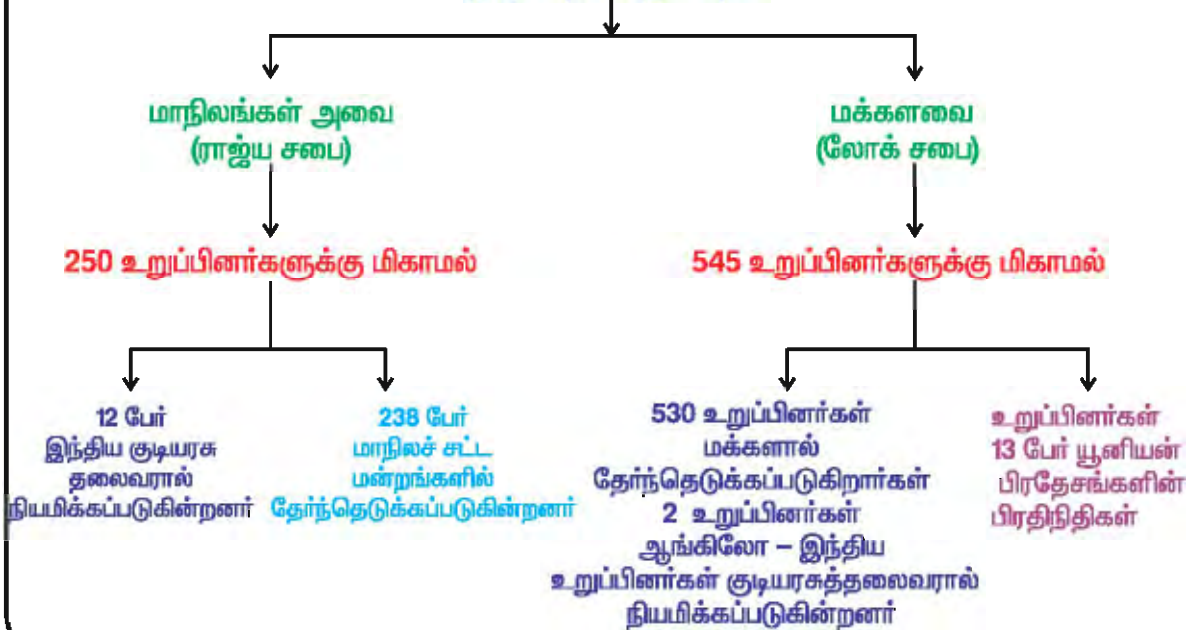 மாநிலங்கள் அவை
(ராஜ்ய சபை)
மக்களவை
(லோக் சபை)
250 உறுப்பினர்களுக்கு மிகாமல்
545 உறுப்பினர்களுக்கு மிகாமல்
12 பேர்
இந்திய குடியரசு
தலைவரால்
நியமிக்கப்படுகின்றனர்
238 பேர்
மாநிலச் சட்ட
மன்றங்களில்
தேர்ந்தெடுக்கப்படுகின்றனர்
530 உறுப்பினர்கள்
மக்களால்
தேர்ந்தெடுக்கப்படுகிறார்கள்
2 உறுப்பினர்கள்
ஆங்கிலோ – இந்திய
உறுப்பினர்கள் குடியரசுத்தலைவரால்
நியமிக்கப்படுகின்றனர்
உறுப்பினர்கள்
13 பேர் யூனியன்
பிரதேசங்களின்
பிரதிநிதிகள்